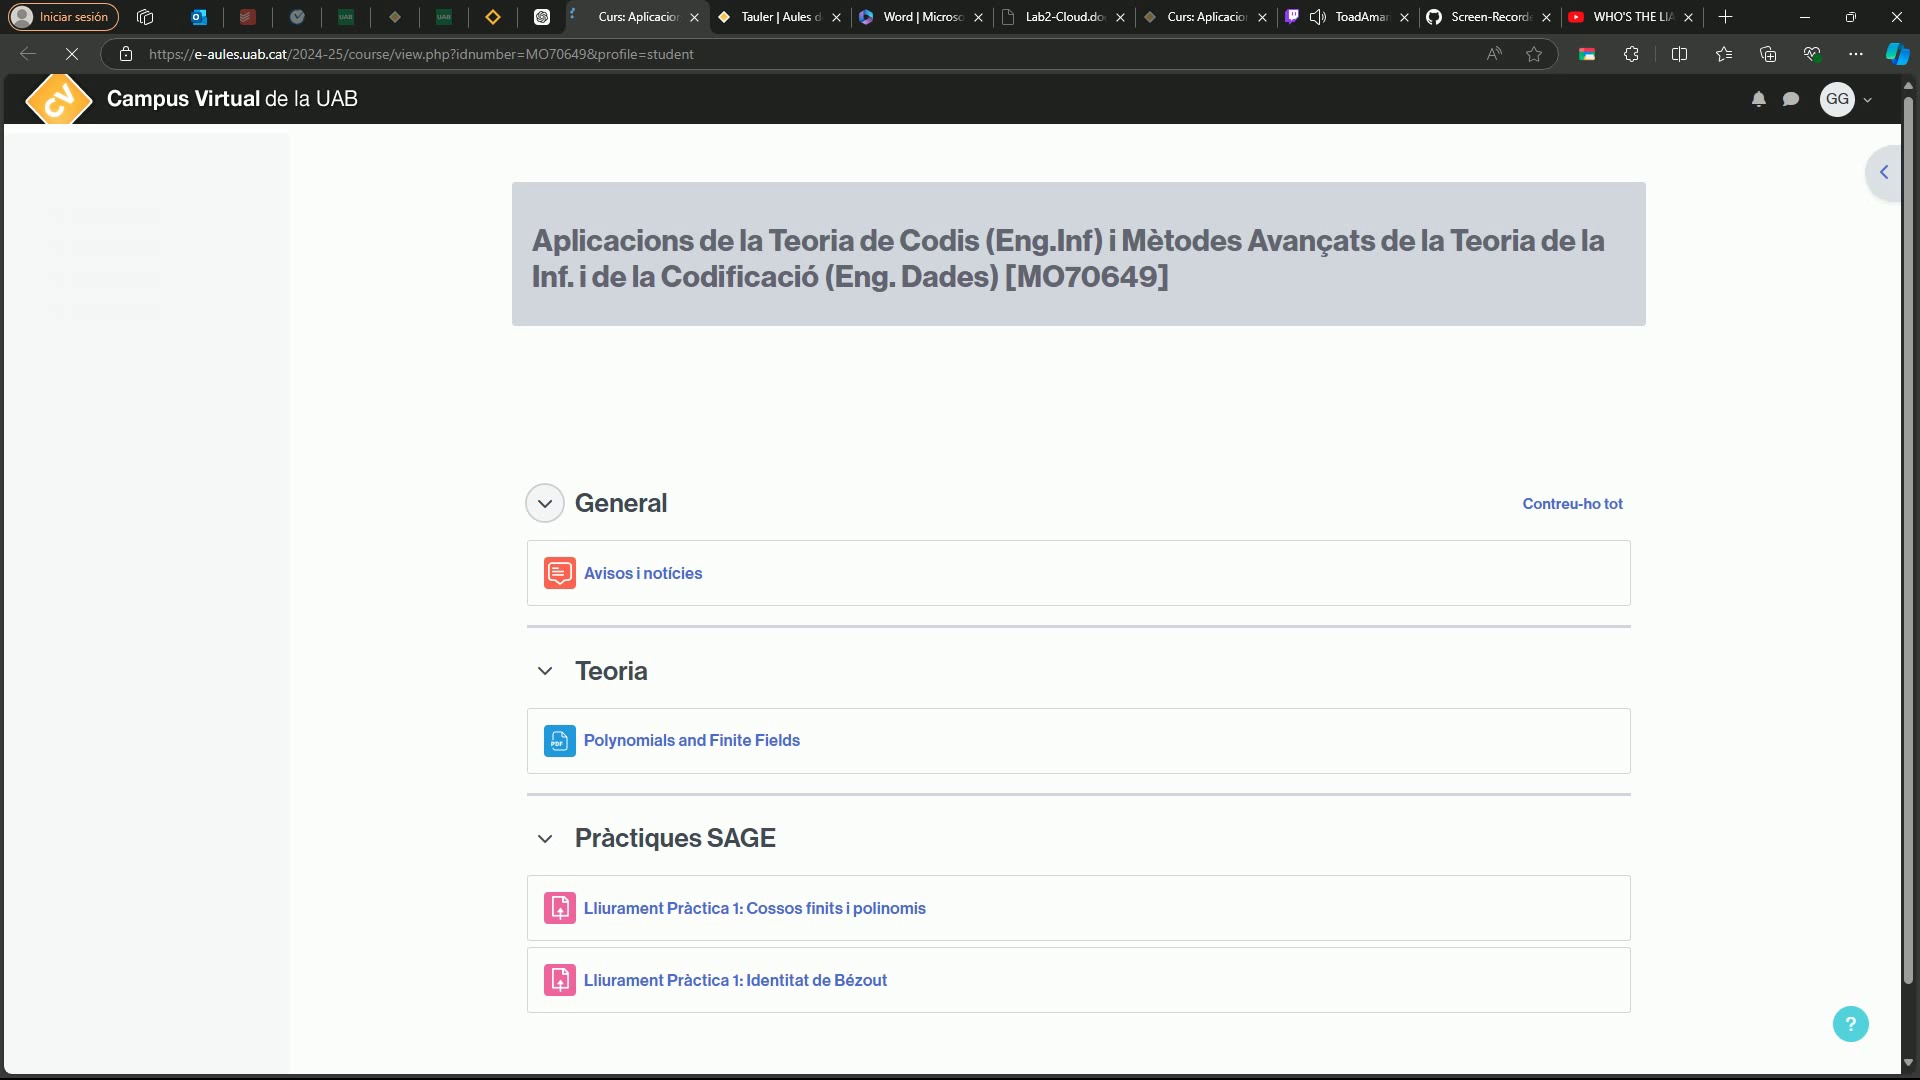 Iniciar sesión
Curs: Aplicacion
Tauler | Aules d
Word | Microso
Lab2-Cloud.do
Curs: Aplicacion
ToadAmar
Screen-Record
WHO'S THE LIA
https://e-aules.uab.cat/2024-25/course/view.php?idnumber=MO70649&profile=student
CV
Campus Virtual de la UAB
GG
Aplicacions de la Teoria de Codis (Eng.Inf) i Mètodes Avançats de la Teoria de la
Inf. i de la Codificació (Eng. Dades) [MO70649]
General
Contreu-ho tot
Avisos i notícies
Teoria
PDF
Polynomials and Finite Fields
Pràctiques SAGE
Lliurament Pràctica 1: Cossos finits i polinomis
Lliurament Pràctica 1: Identitat de Bézout
?